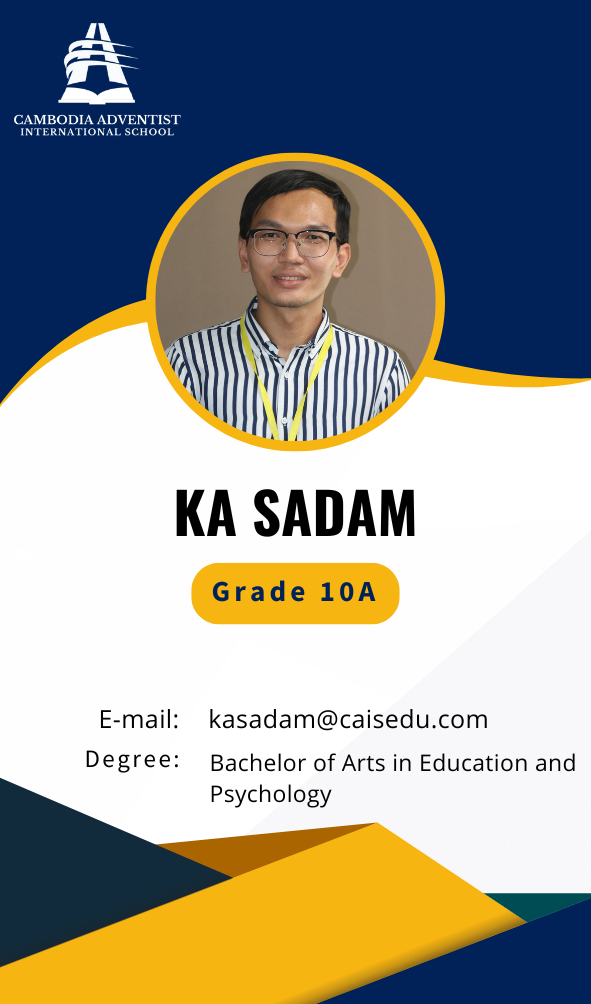 CAMBODIA ADVENTIST
INTERNATIONAL SCHOOL
KA SADAM
Grade 10A
E-mail: kasadam@caisedu.com
Degree: Bachelor of Arts in Education and
Psychology